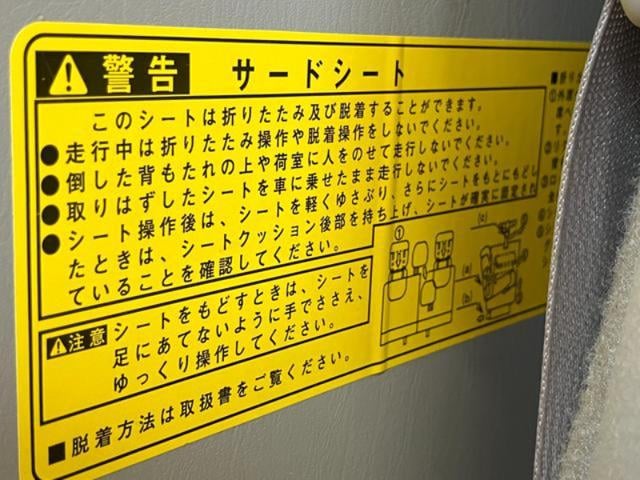 警告 サードシート
このシートは折りたたみ及び脱着することができます。
●走行中は折りたたみ操作や脱着操作をしないでください。
●倒した背もたれの上や荷室に人をのせて走行しないでください。
●取りはずしたシートを車に乗せたまま走行しないでください。
●シート操作後は、シートを軽くゆさぶり、さらにシートをもとにもどし
たときは、シートクッション後部を持ち上げ、シートが確実に固定され
ていることを確認してください。
注意
シートをもどすときは、シートを
足にあてないように手でささえ、
ゆっくり操作してください。
■脱着方法は取扱書をご覧ください。
①
(a)
(b)
(c)